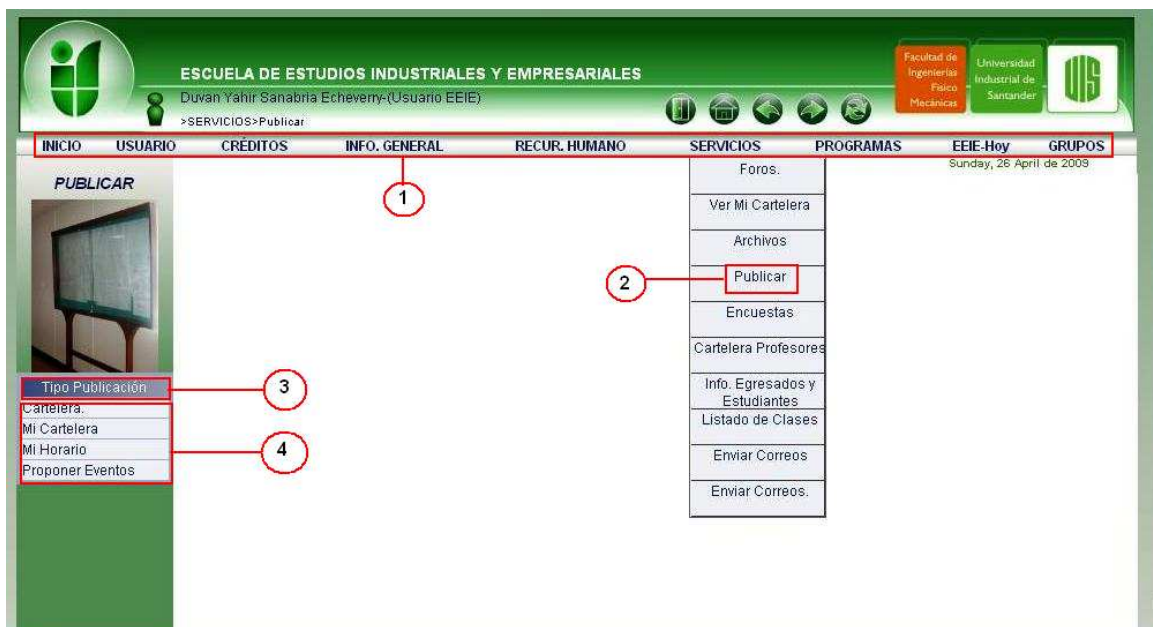 ESCUELA DE ESTUDIOS INDUSTRIALES Y EMPRESARIALES
Duvan Yahir Sanabria Echeverry-(Usuario EEIE)
>SERVICIOS>Publicar
Facultad de
Ingenierías
Físico
Mecánicas
Universidad
Industrial de
Santander
UIS
INICIO USUARIO CRÉDITOS INFO. GENERAL RECUR. HUMANO SERVICIOS PROGRAMAS EEIE-Hoy GRUPOS
Sunday, 26 April de 2009
PUBLICAR
1
Foros.
Ver Mi Cartelera
Archivos
2
Publicar
Encuestas
Cartelera Profesores
Info. Egresados y
Estudiantes
Listado de Clases
Enviar Correos
Enviar Correos.
Tipo Publicación
3
Cartelera.
Mi Cartelera
Mi Horario
4
Proponer Eventos